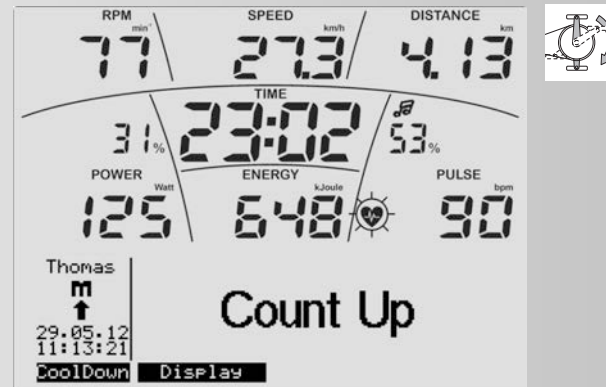 RPM SPEED DISTANCE
min⁻¹ km/h km
77 27.3 4.13
TIME
23:02
31% 53%
POWER ENERGY PULSE
Watt kJoule bpm
125 648 90
Thomas
m
29.05.12
11:13:21
Count Up
CoolDown Display